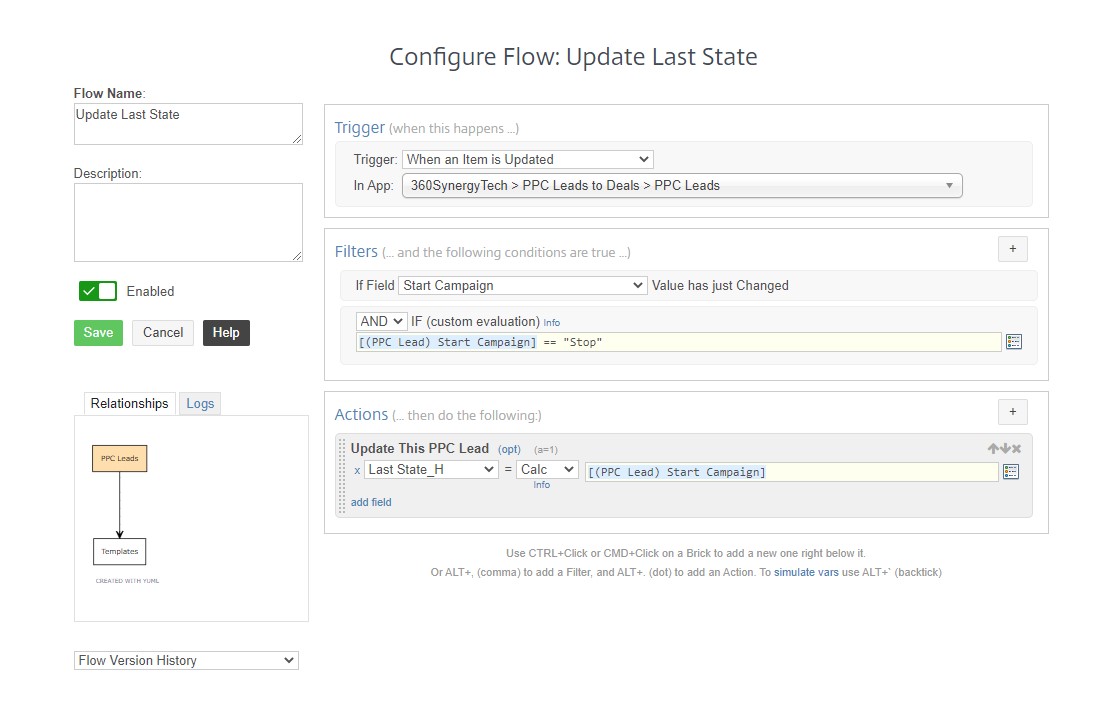 Configure Flow: Update Last State
Flow Name:
Update Last State
Description:
Enabled
Save Cancel Help
Relationships Logs
PPC Leads
Templates
CREATED WITH YUML
Flow Version History
Trigger (when this happens ...)
Trigger: When an Item is Updated
In App: 360SynergyTech > PPC Leads to Deals > PPC Leads
Filters (... and the following conditions are true ...)
+
If Field Start Campaign Value has just Changed
AND IF (custom evaluation) Info
[(PPC Lead) Start Campaign] == "Stop"
Actions (... then do the following:)
+
Update This PPC Lead (opt) (a=1)
x Last State_H = Calc [(PPC Lead) Start Campaign]
Info
add field
Use CTRL+Click or CMD+Click on a Brick to add a new one right below it.
Or ALT+, (comma) to add a Filter, and ALT+. (dot) to add an Action. To simulate vars use ALT+` (backtick)